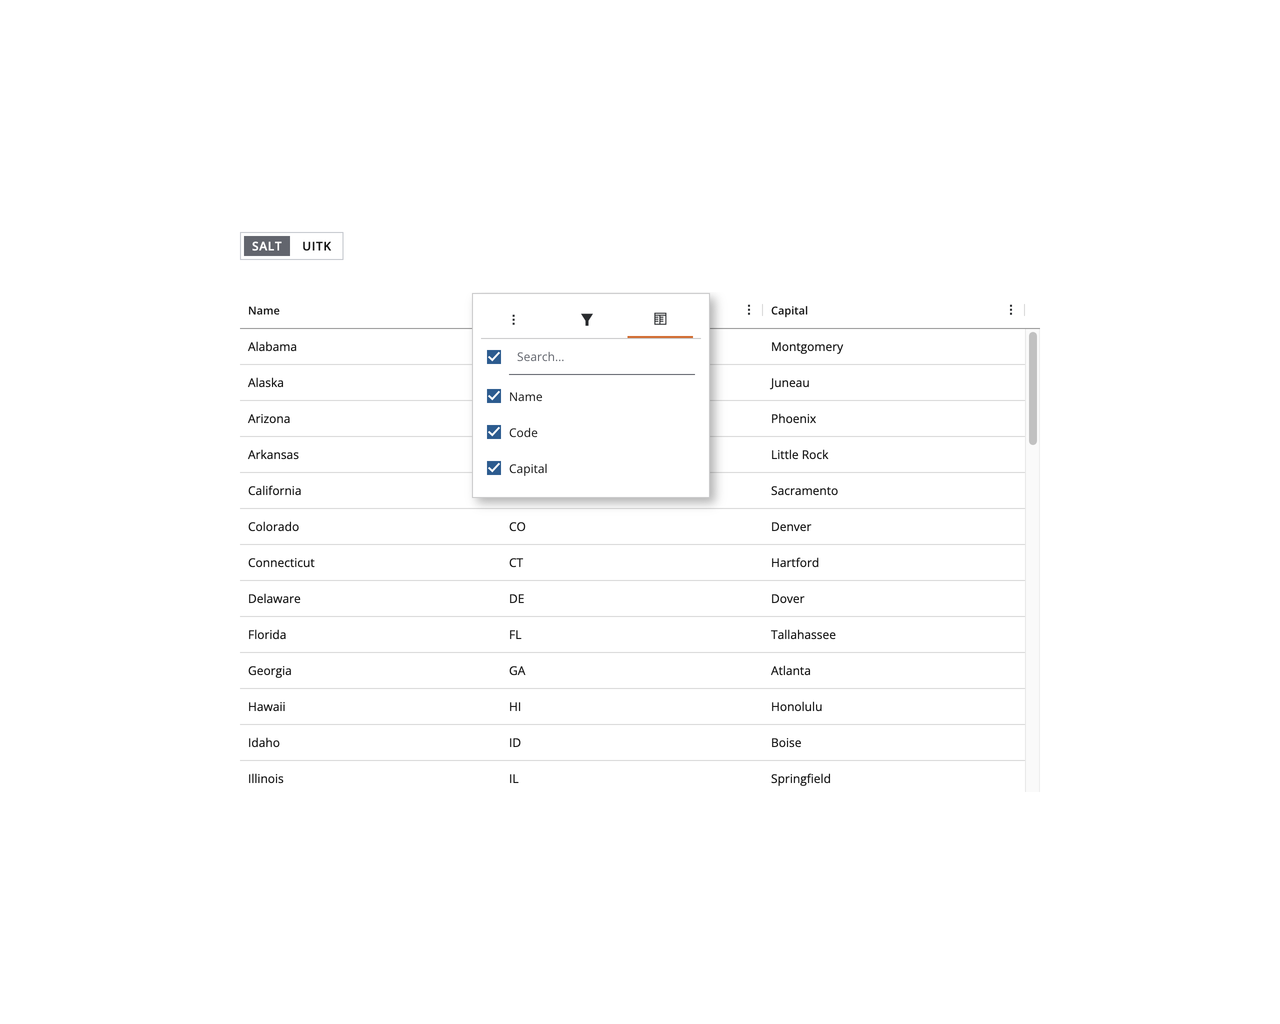 SALT UITK
Name Capital
Search...
Name
Code
Capital
Alabama Montgomery
Alaska Juneau
Arizona Phoenix
Arkansas Little Rock
California Sacramento
Colorado CO Denver
Connecticut CT Hartford
Delaware DE Dover
Florida FL Tallahassee
Georgia GA Atlanta
Hawaii HI Honolulu
Idaho ID Boise
Illinois IL Springfield